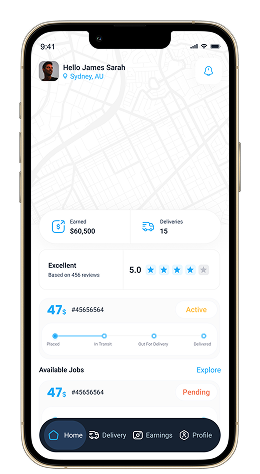 9:41
Hello James Sarah
Sydney, AU
Earned
$60,500
Deliveries
15
Excellent
Based on 456 reviews
5.0
47$ #45656564 Active
Placed In Transit Out For Delivery Delivered
Available Jobs Explore
47$ #45656564 Pending
Home Delivery Earnings Profile